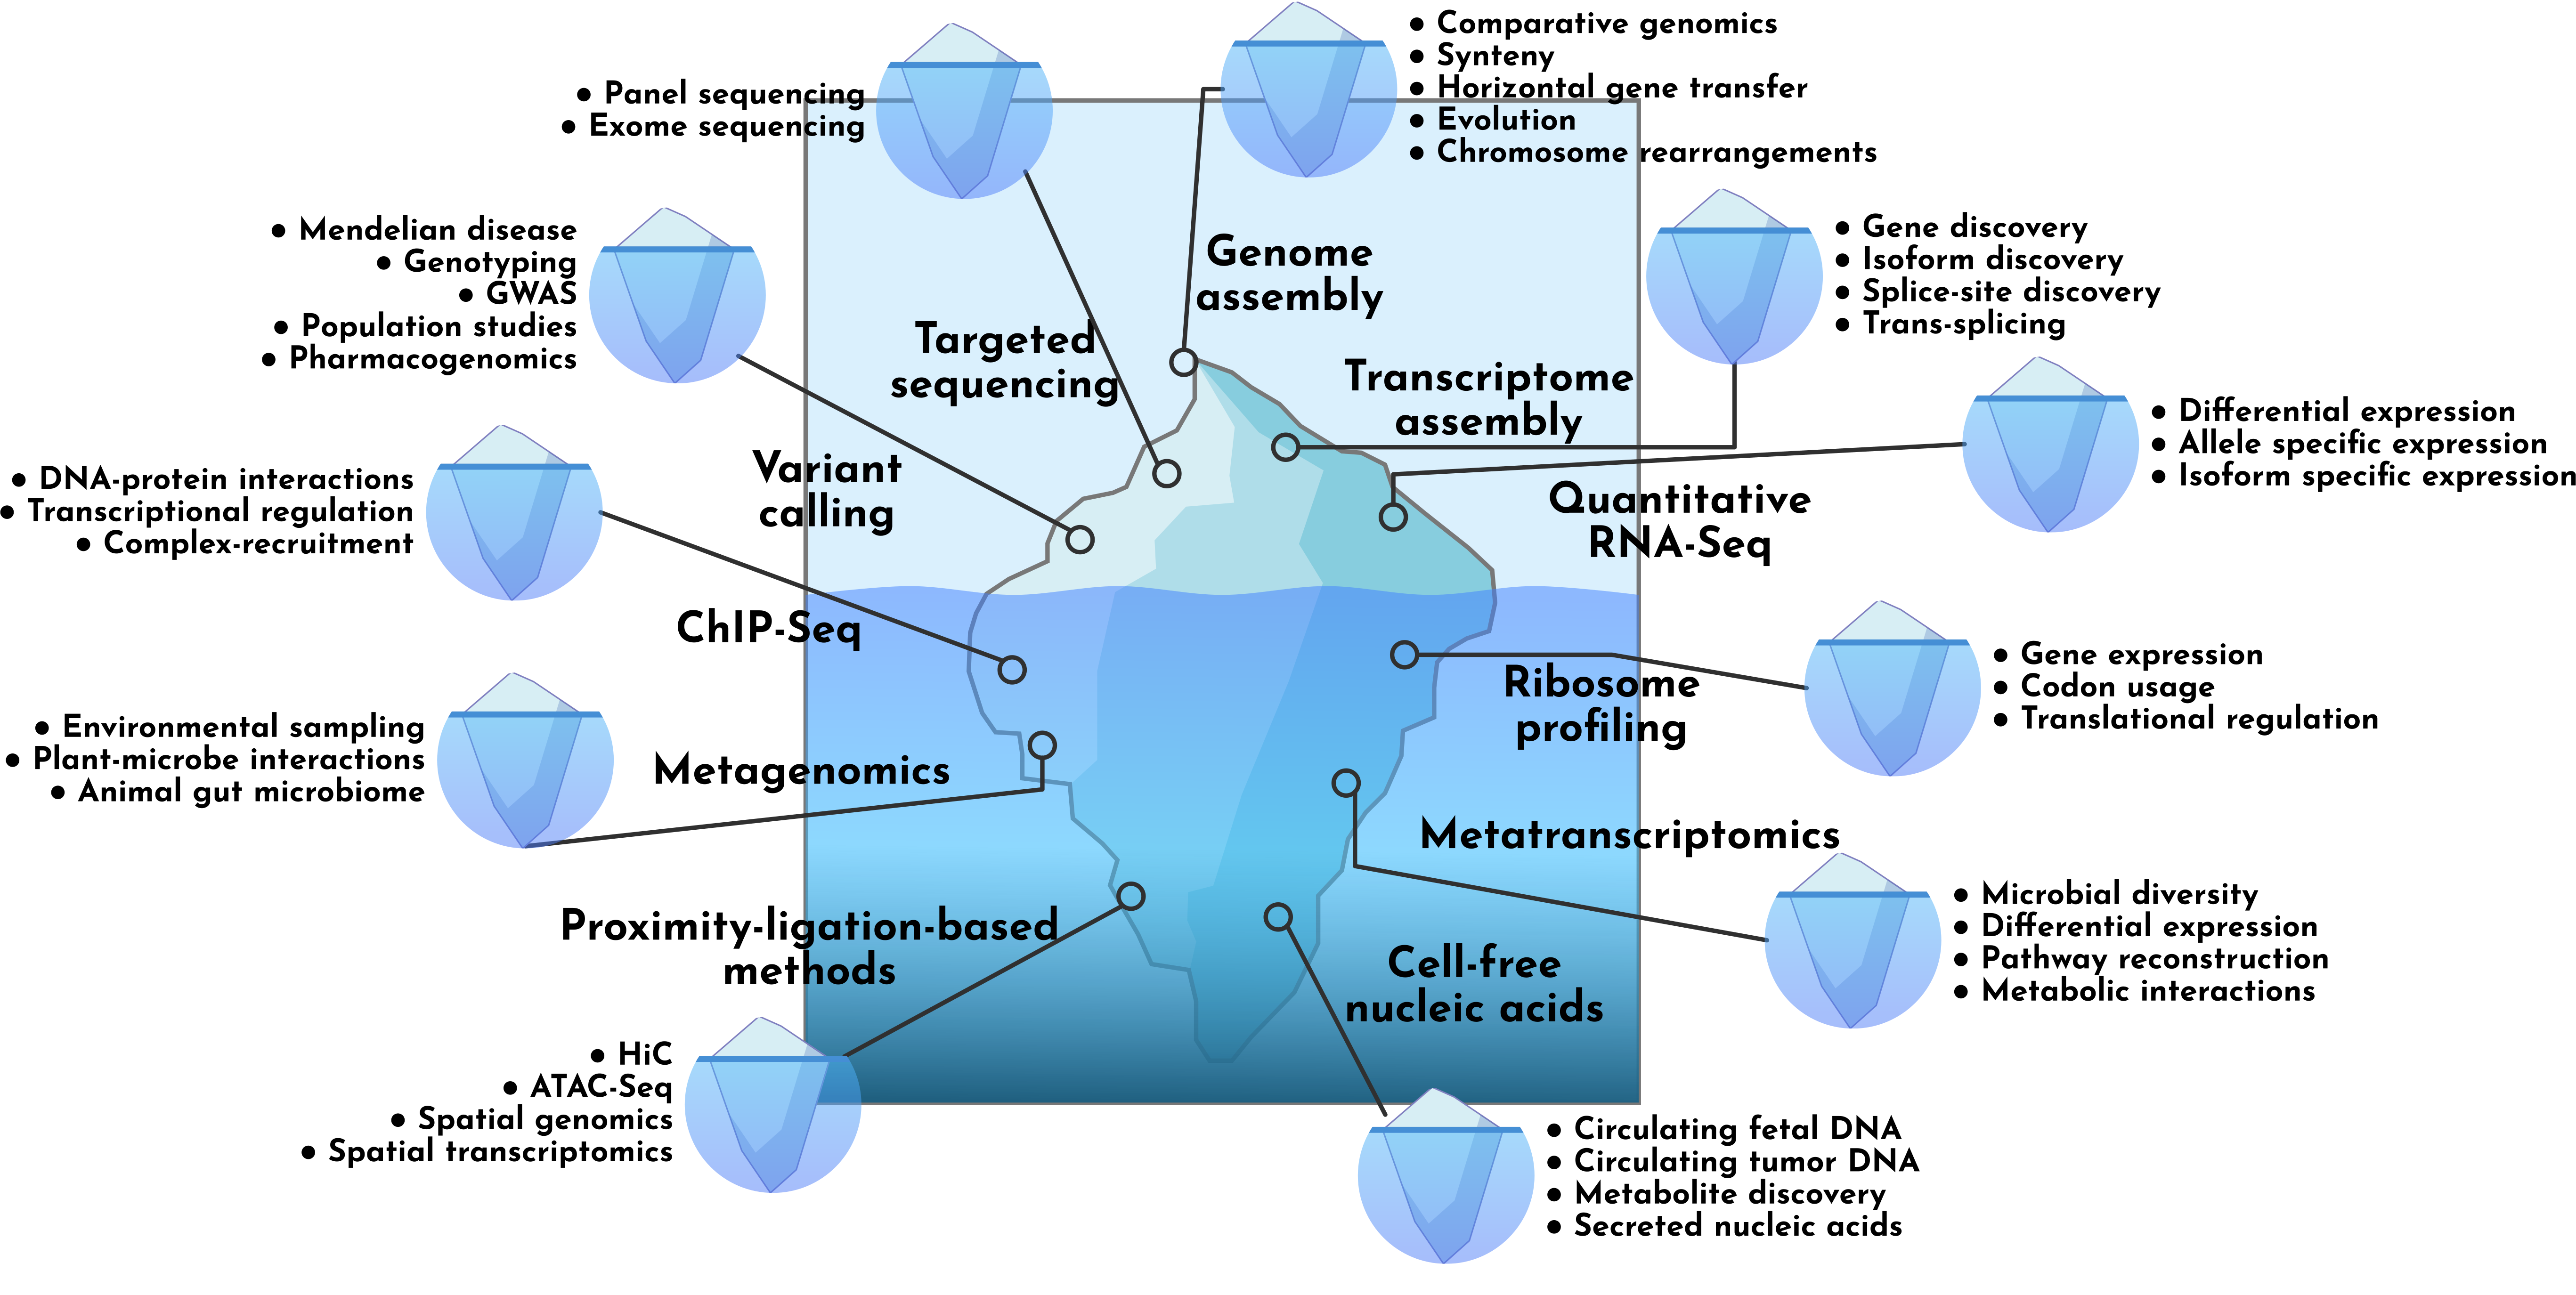 ● Comparative genomics
● Synteny
● Horizontal gene transfer
● Evolution
● Chromosome rearrangements
● Panel sequencing
● Exome sequencing
Genome
assembly
● Mendelian disease
● Genotyping
● GWAS
● Population studies
● Pharmacogenomics
● Gene discovery
● Isoform discovery
● Splice-site discovery
● Trans-splicing
Targeted
sequencing
Transcriptome
assembly
● Differential expression
● Allele specific expression
● Isoform specific expression
Variant
calling
● DNA-protein interactions
● Transcriptional regulation
● Complex-recruitment
Quantitative
RNA-Seq
ChIP-Seq
● Gene expression
● Codon usage
● Translational regulation
Ribosome
profiling
● Environmental sampling
● Plant-microbe interactions
● Animal gut microbiome
Metagenomics
Metatranscriptomics
● Microbial diversity
● Differential expression
● Pathway reconstruction
● Metabolic interactions
Proximity-ligation-based
methods
Cell-free
nucleic acids
● HiC
● ATAC-Seq
● Spatial genomics
● Spatial transcriptomics
● Circulating fetal DNA
● Circulating tumor DNA
● Metabolite discovery
● Secreted nucleic acids